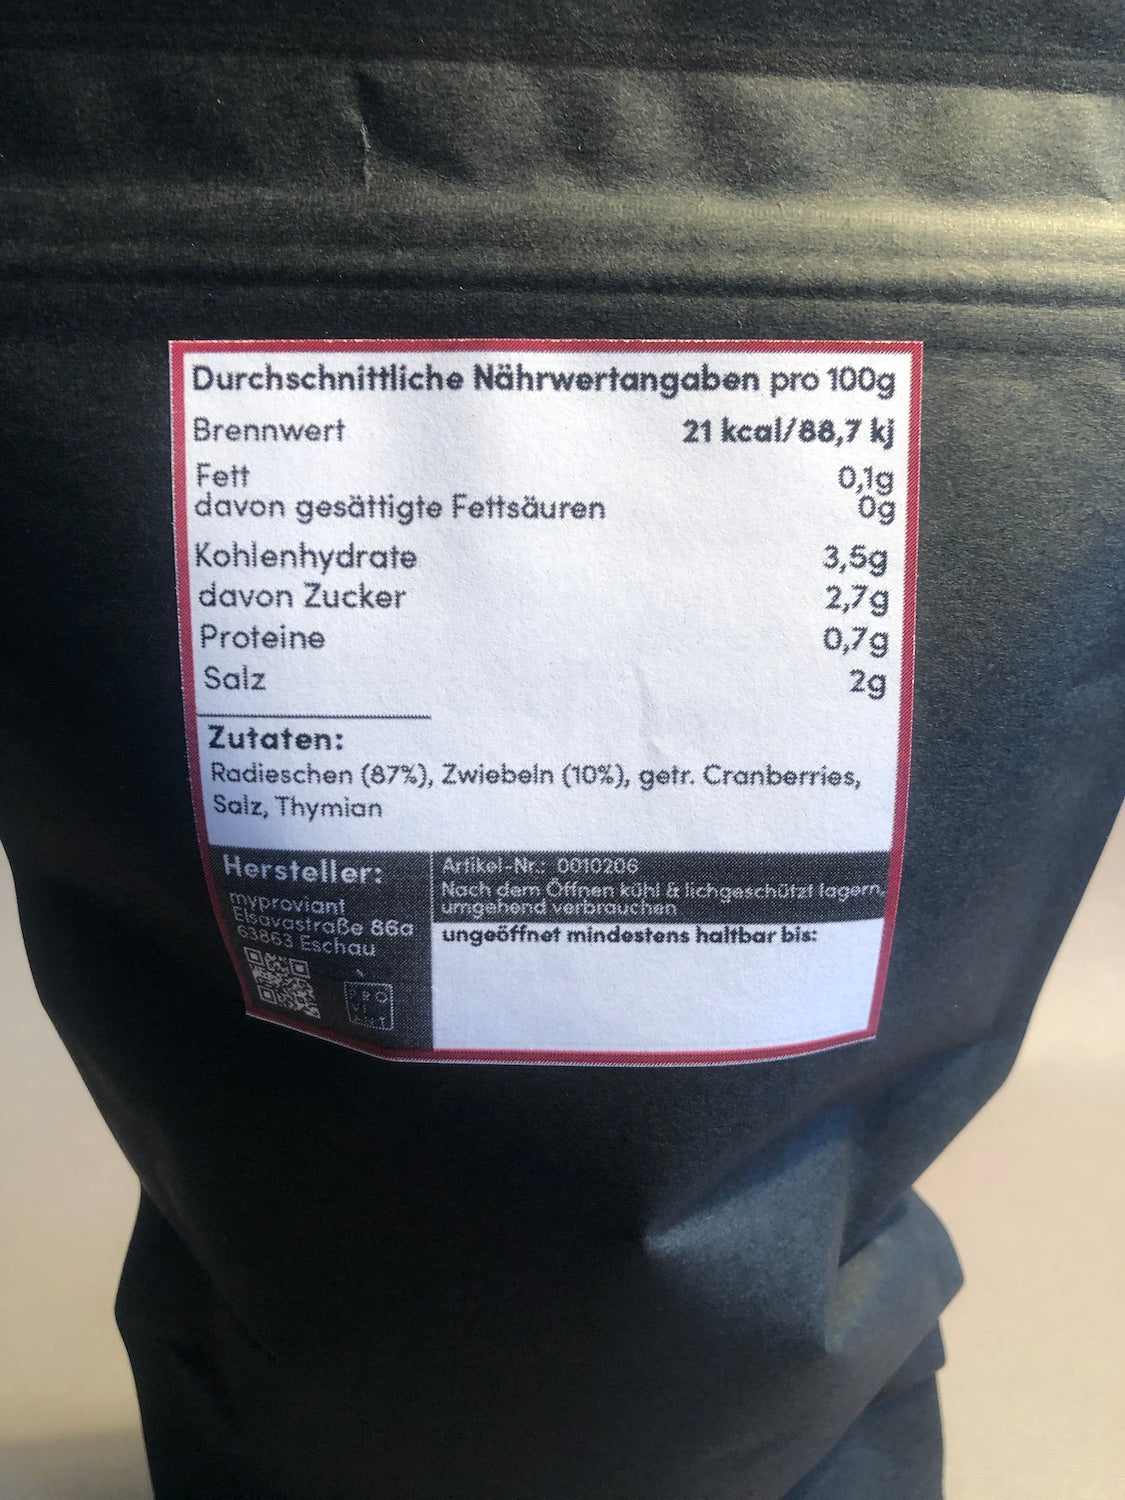 Durchschnittliche Nährwertangaben pro 100g
Brennwert 21 kcal/88,7 kj
Fett 0,1g
davon gesättigte Fettsäuren 0g
Kohlenhydrate 3,5g
davon Zucker 2,7g
Proteine 0,7g
Salz 2g
Zutaten:
Radieschen (87%), Zwiebeln (10%), getr. Cranberries,
Salz, Thymian
Hersteller:
myproviant
Elsavastraße 86a
63863 Eschau
PRO
VI
ANT
Artikel-Nr.: 0010206
Nach dem Öffnen kühl & lichgeschützt lagern,
umgehend verbrauchen
ungeöffnet mindestens haltbar bis: